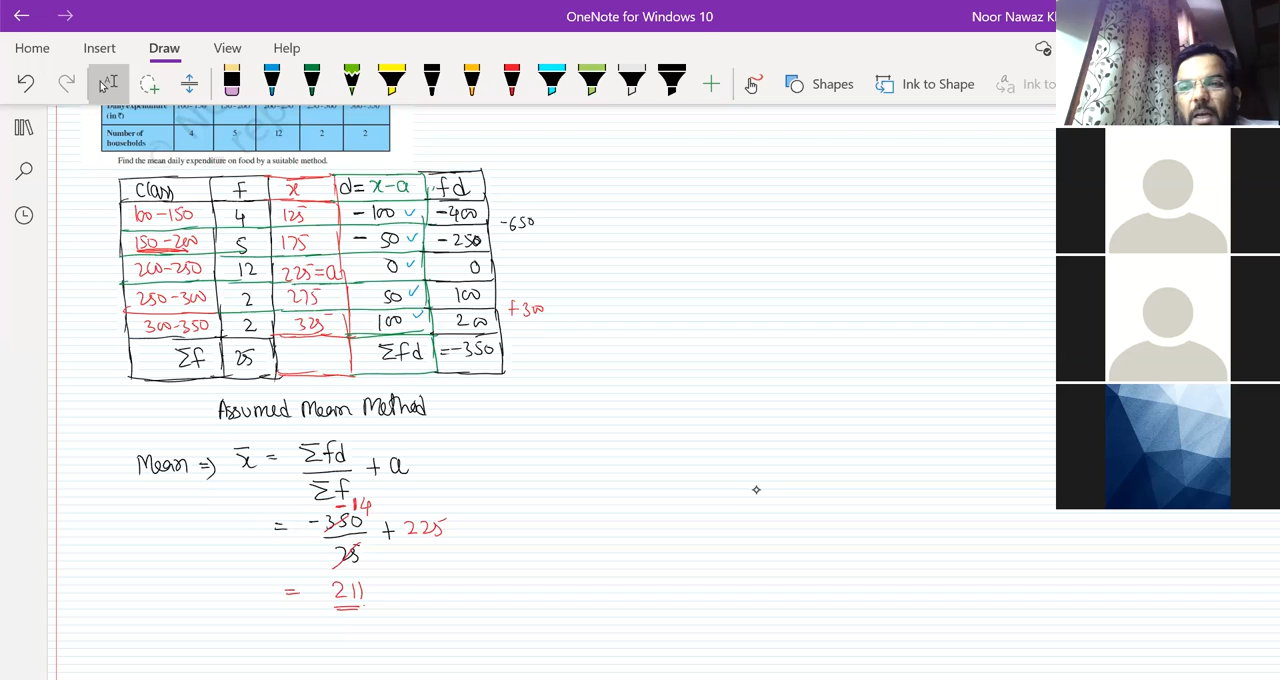 OneNote for Windows 10
Noor Nawaz K
Home Insert Draw View Help
Shapes Ink to Shape Ink to
(in ₹)
Number of households 4 5 12 2 2
Find the mean daily expenditure on food by a suitable method.
Class F x d = x-a fd
100-150 4 125 -100 ✓ -400
-650
150-200 5 175 -50 ✓ -250
200-250 12 225=a 0 ✓ 0
250-300 2 275 50 ✓ 100
+300
300-350 2 325 100 ✓ 200
Σf 25 Σfd =-350
Assumed Mean Method
Mean ⇒ x̄ = Σfd / Σf + a
-14
= -350 / 25 + 225
= 211